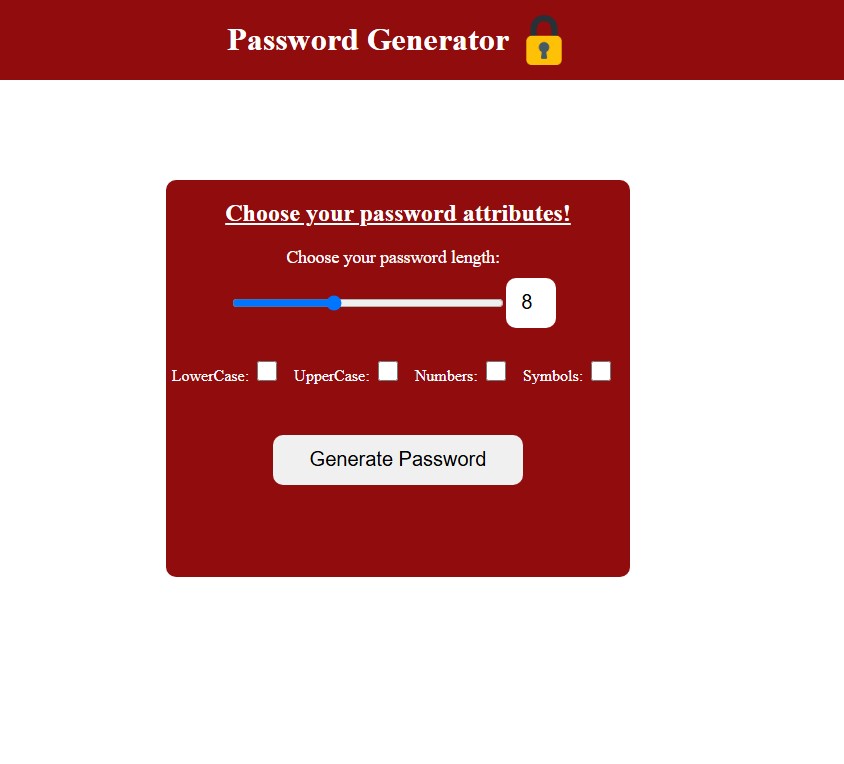 Password Generator
Choose your password attributes!
Choose your password length:
8
LowerCase: UpperCase: Numbers: Symbols:
Generate Password